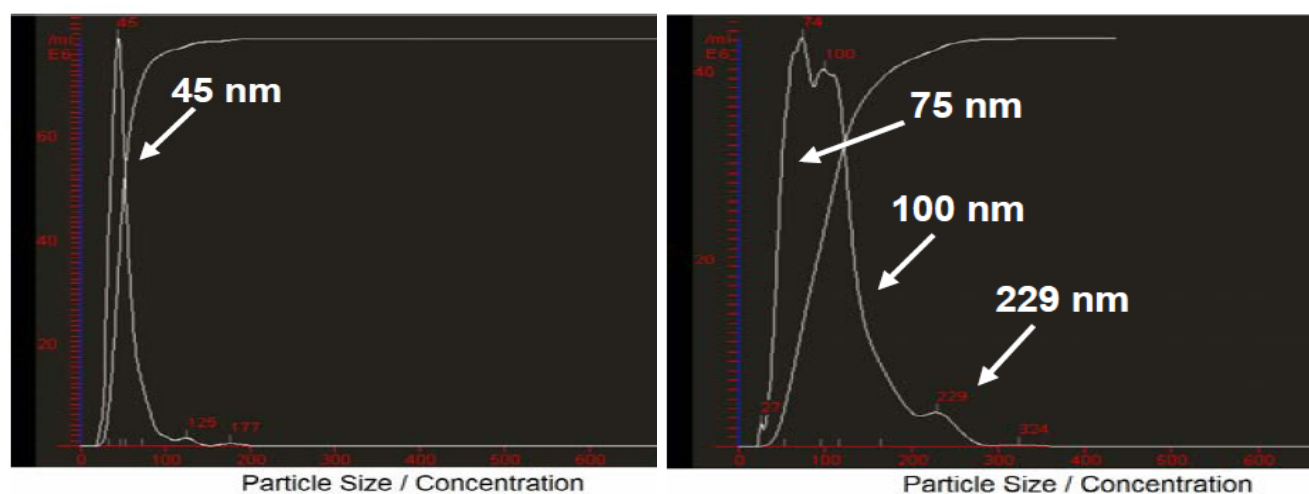 45
/ml
E6
45 nm
60
40
20
125
177
0 100 200 300 400 500 600
Particle Size / Concentration
74
/ml
E6
100
40
75 nm
100 nm
20
229 nm
27
229
334
0 100 200 300 400 500 600
Particle Size / Concentration